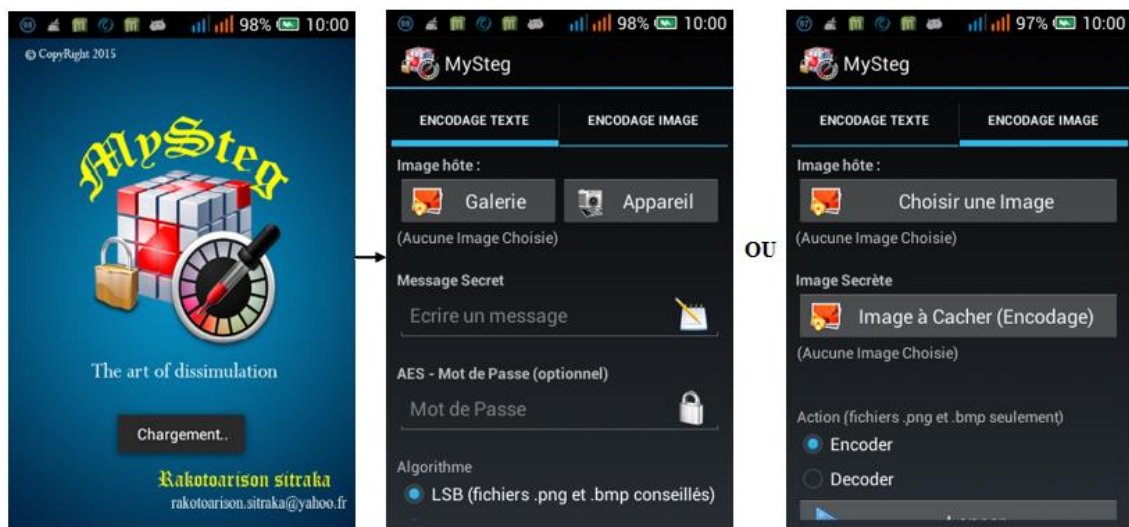 98% 10:00
© CopyRight 2015
MySteg
The art of dissimulation
Chargement..
Rakotoarison sitraka
rakotoarison.sitraka@yahoo.fr
98% 10:00
MySteg
ENCODAGE TEXTE ENCODAGE IMAGE
Image hôte :
Galerie Appareil
(Aucune Image Choisie)
Message Secret
Ecrire un message
AES - Mot de Passe (optionnel)
Mot de Passe
Algorithme
LSB (fichiers .png et .bmp conseillés)
OU
97% 10:00
MySteg
ENCODAGE TEXTE ENCODAGE IMAGE
Image hôte :
Choisir une Image
(Aucune Image Choisie)
Image Secrète
Image à Cacher (Encodage)
(Aucune Image Choisie)
Action (fichiers .png et .bmp seulement)
Encoder
Decoder